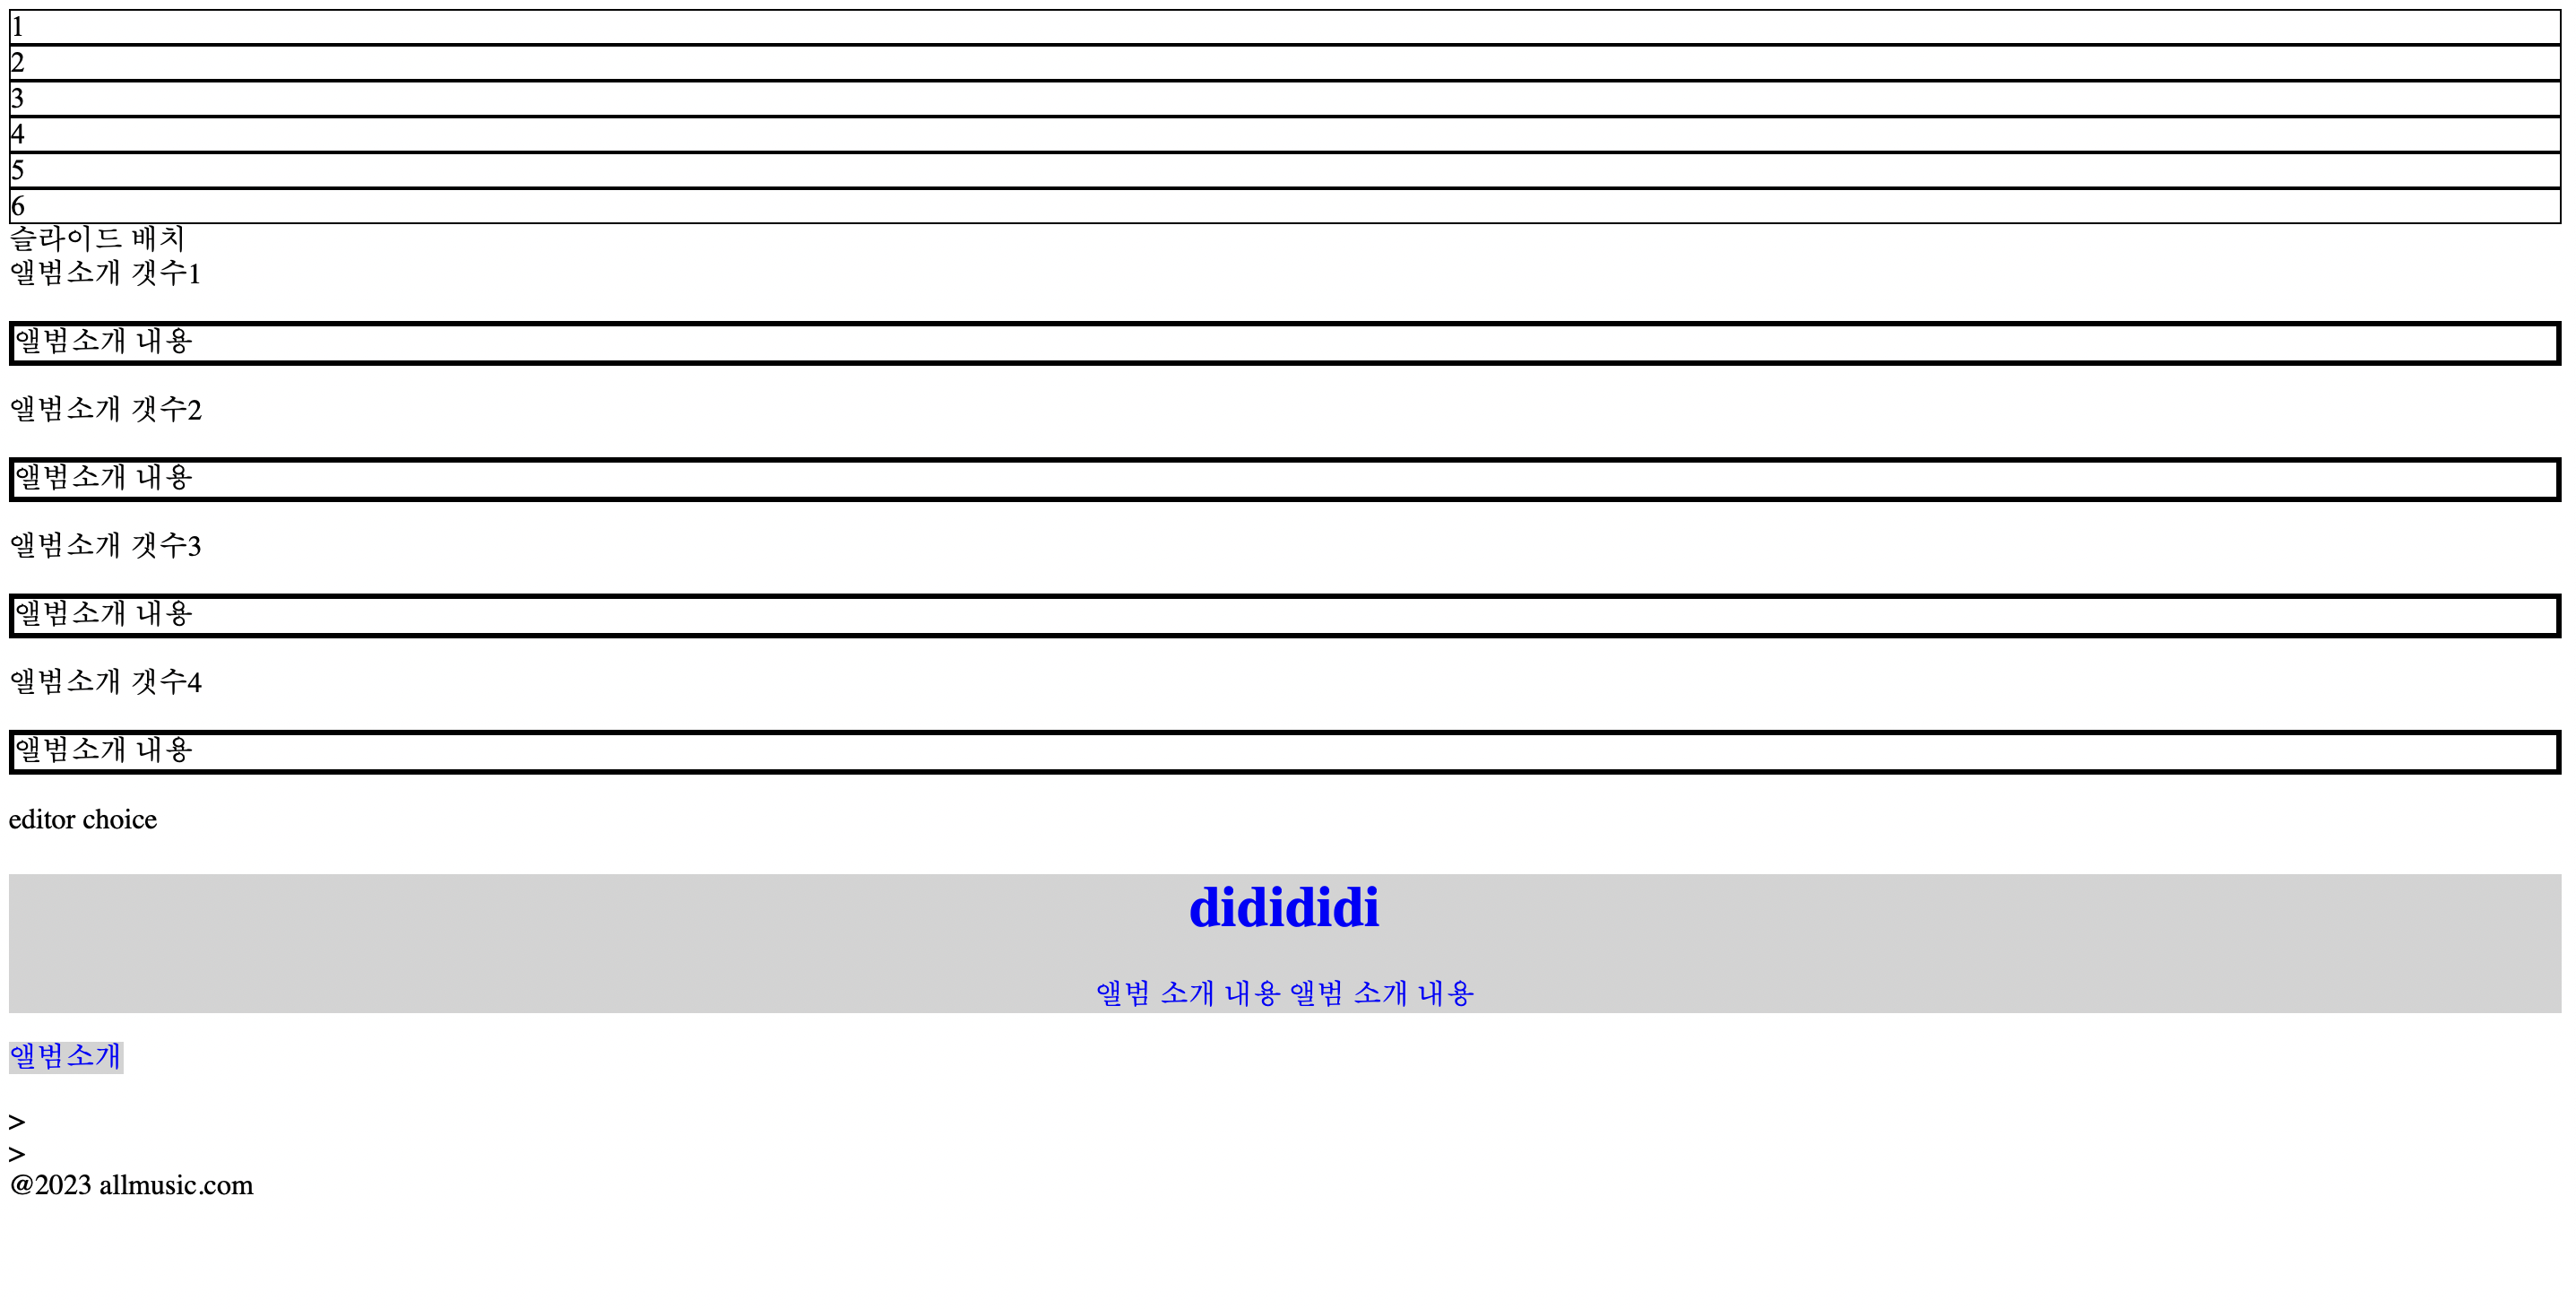 1
2
3
4
5
6
슬라이드 배치
앨범소개 갯수1
앨범소개 내용
앨범소개 갯수2
앨범소개 내용
앨범소개 갯수3
앨범소개 내용
앨범소개 갯수4
앨범소개 내용
editor choice
didididi
앨범 소개 내용 앨범 소개 내용
앨범소개
>
>
@2023 allmusic.com